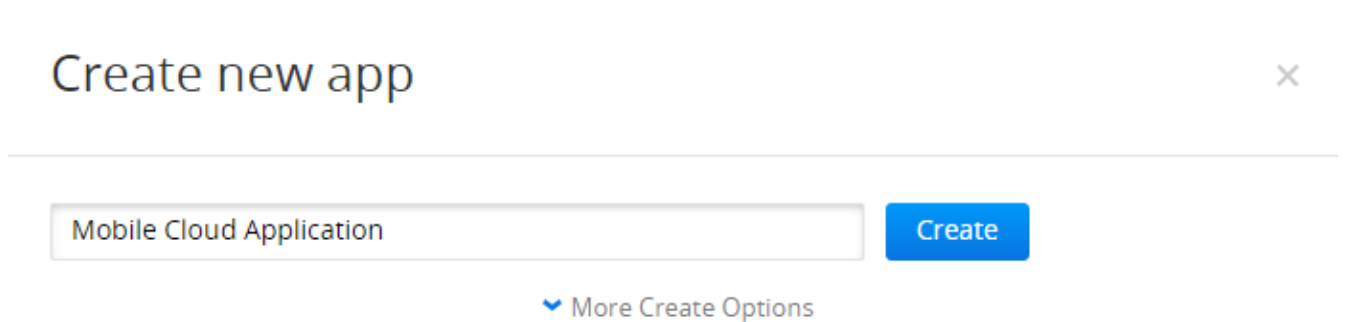 Create new app
Mobile Cloud Application
Create
More Create Options